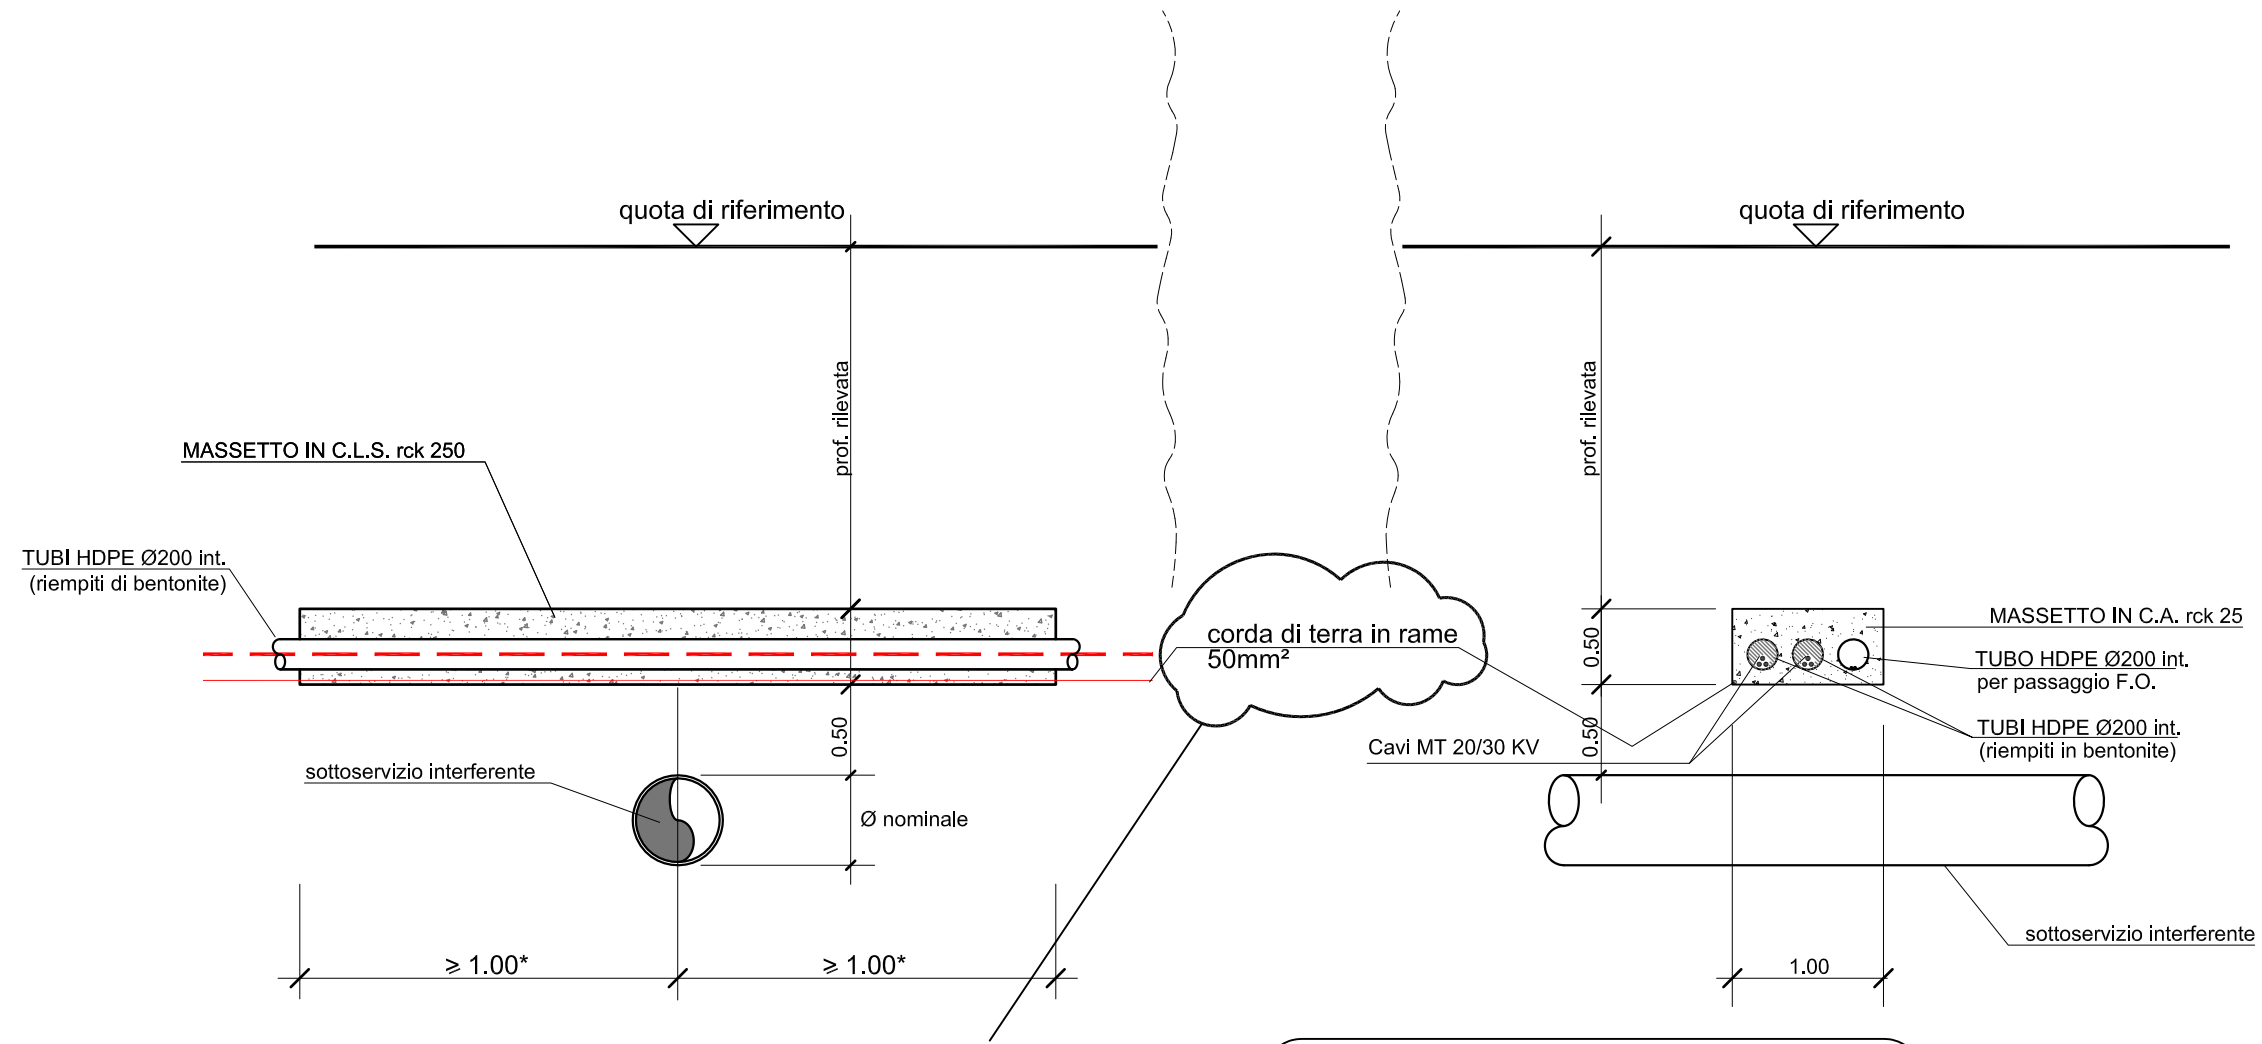 quota di riferimento
prof. rilevata
MASSETTO IN C.L.S. rck 250
TUBI HDPE Ø200 int.
(riempiti di bentonite)
0.50
sottoservizio interferente
Ø nominale
≥ 1.00*
≥ 1.00*
corda di terra in rame
50mm²
quota di riferimento
prof. rilevata
0.50
0.50
MASSETTO IN C.A. rck 25
TUBO HDPE Ø200 int.
per passaggio F.O.
TUBI HDPE Ø200 int.
(riempiti in bentonite)
Cavi MT 20/30 KV
sottoservizio interferente
1.00